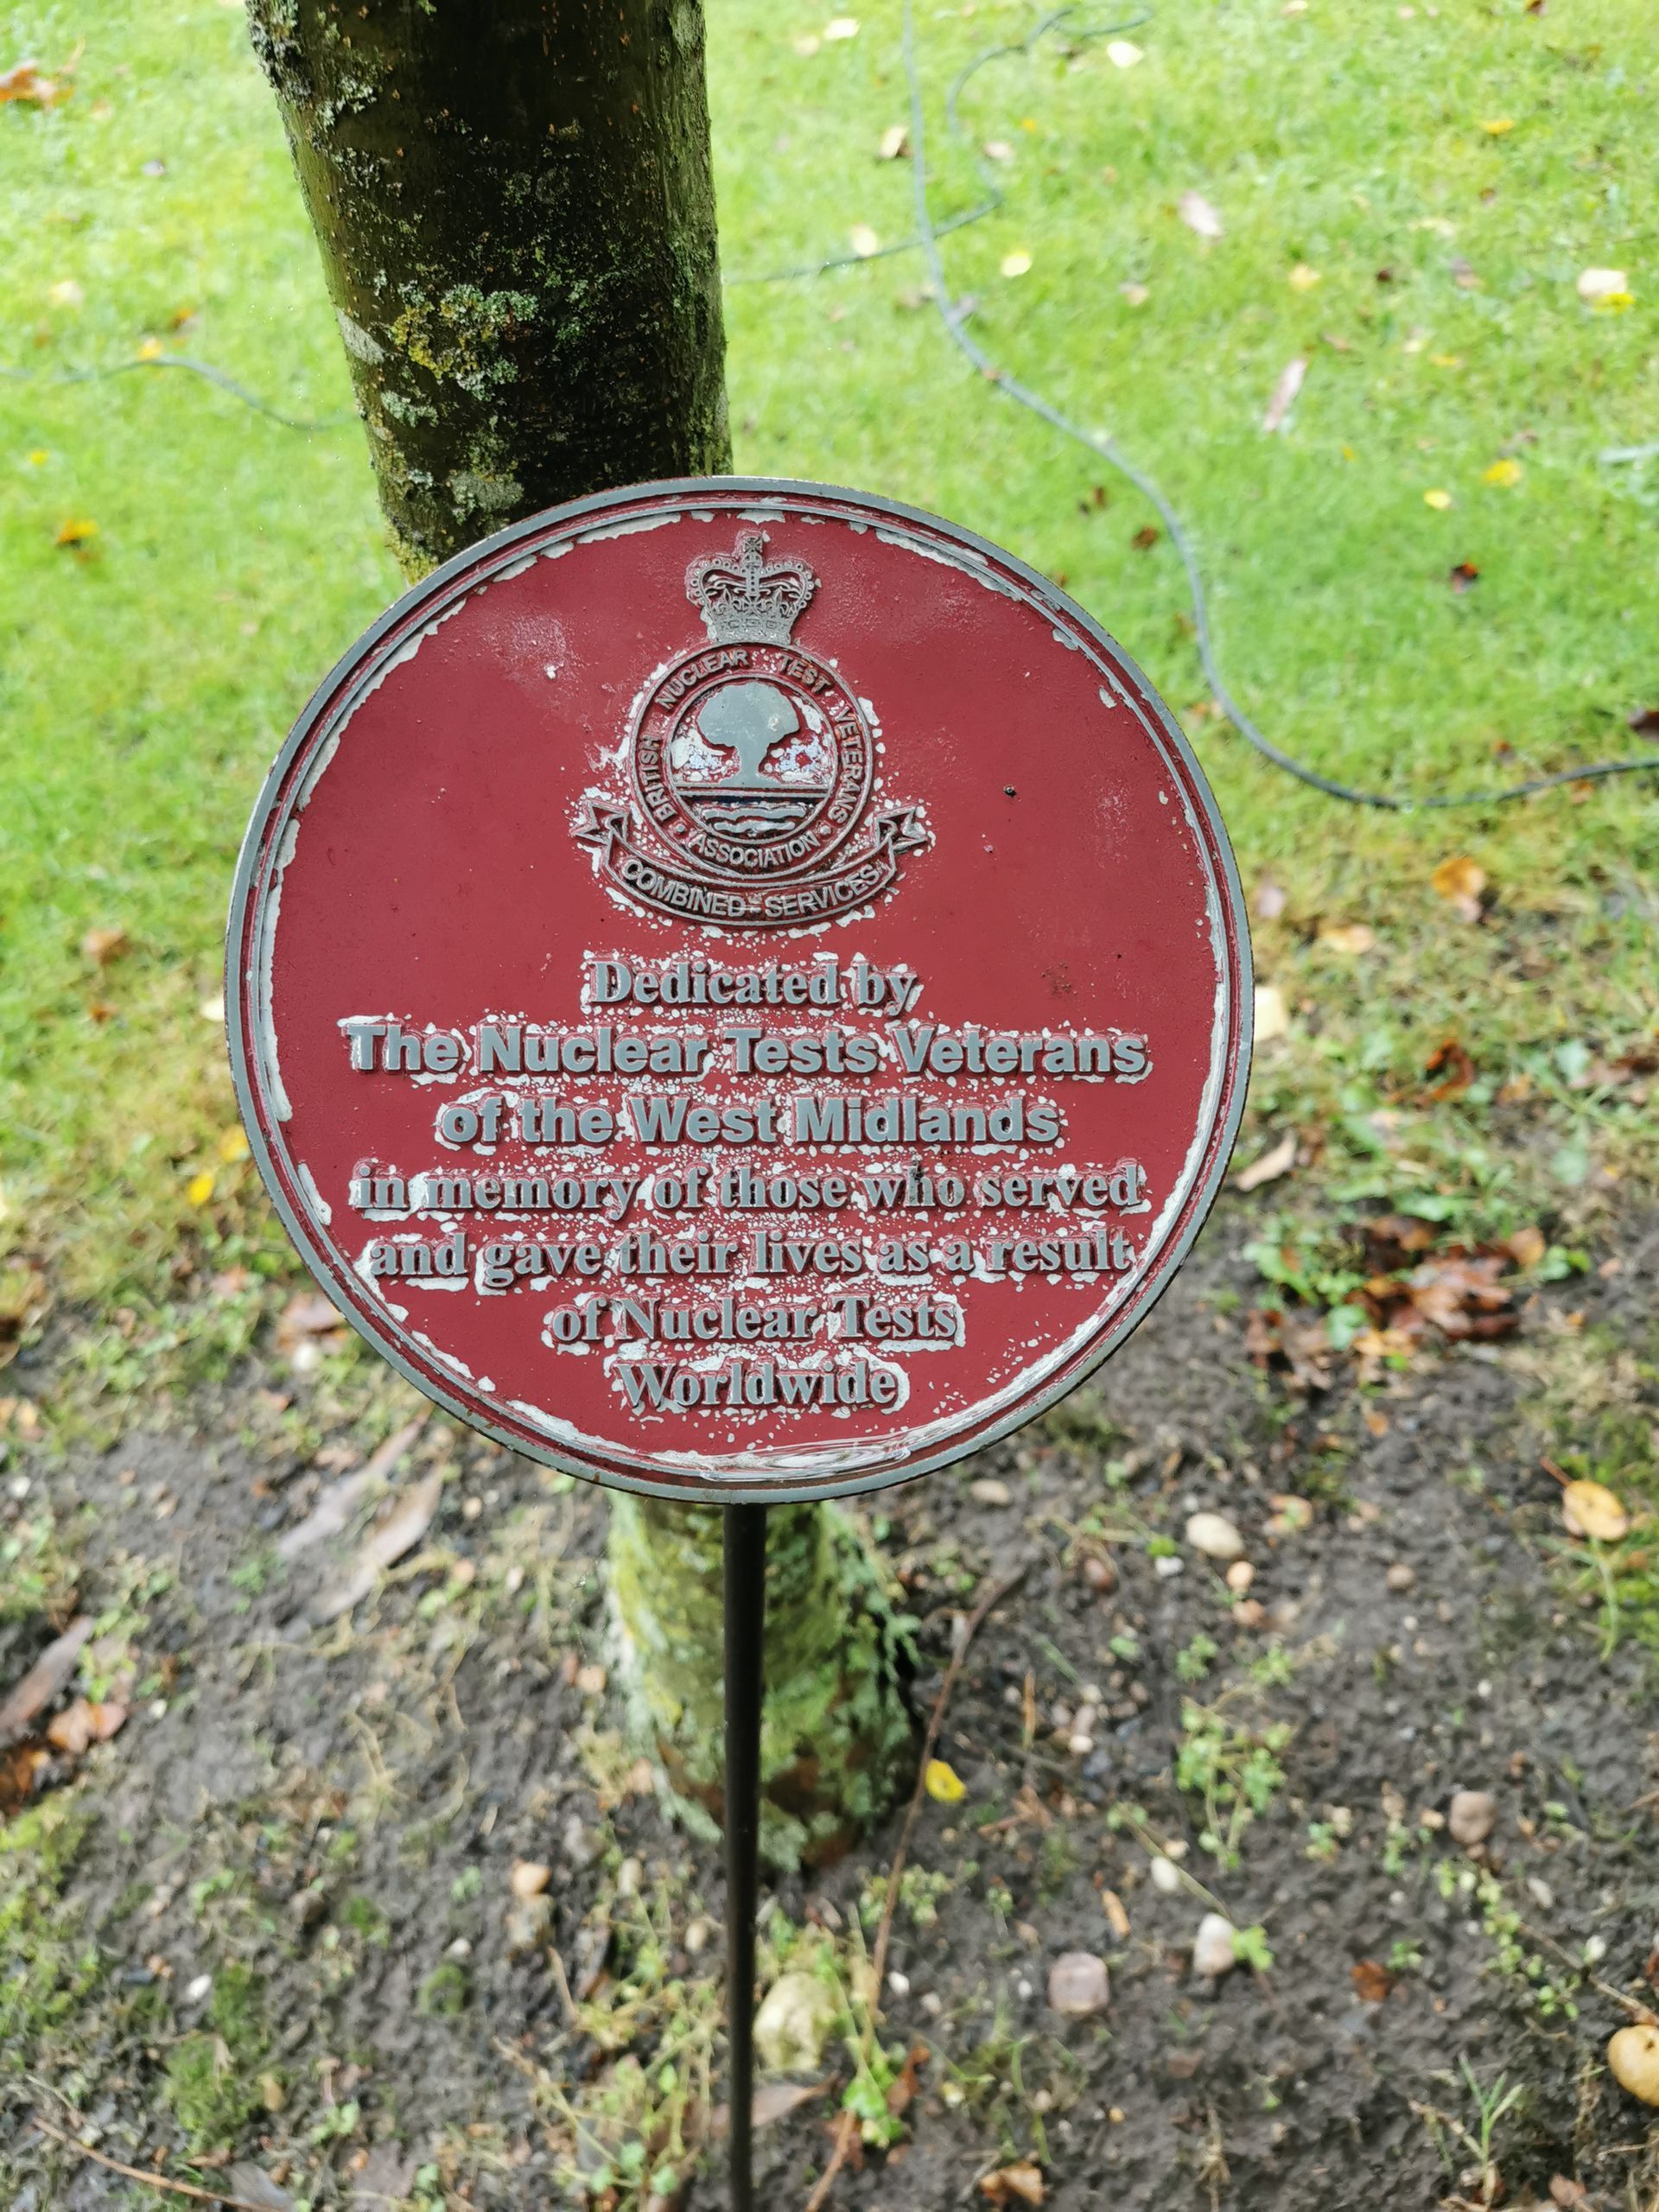 BRITISH NUCLEAR TEST VETERANS
ASSOCIATION
COMBINED SERVICES
Dedicated by
The Nuclear Tests Veterans
of the West Midlands
in memory of those who served
and gave their lives as a result
of Nuclear Tests
Worldwide